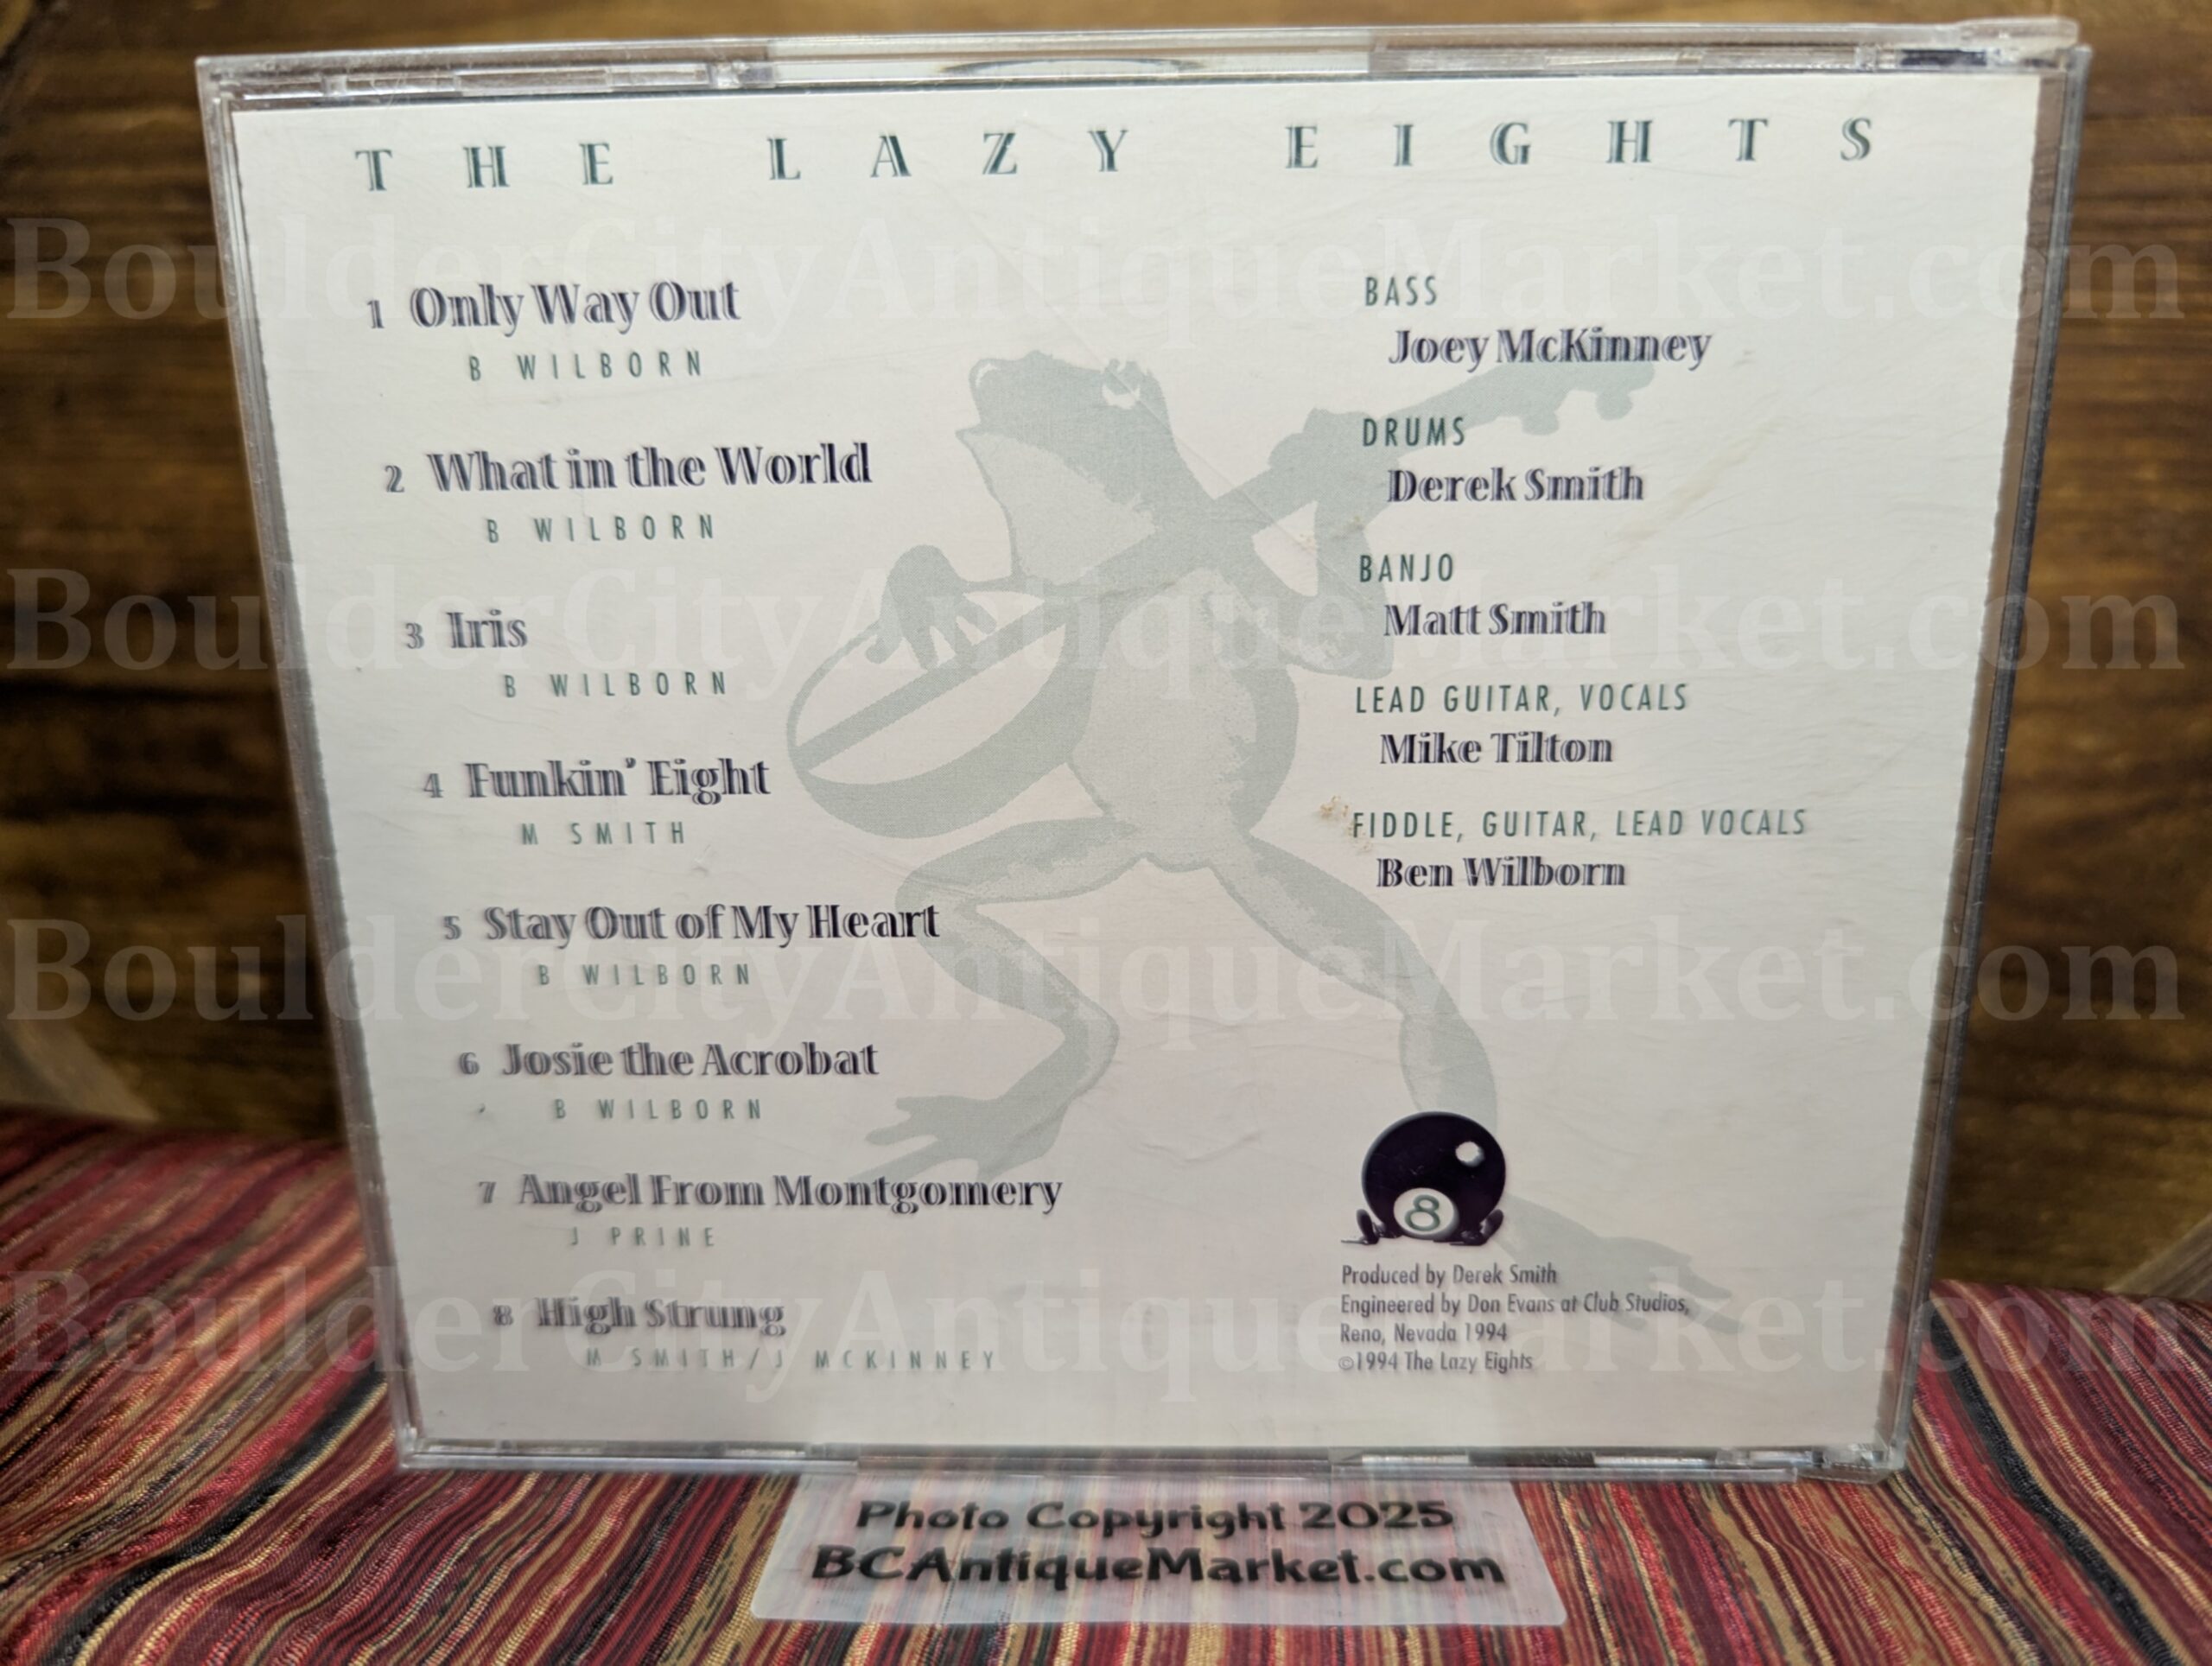 THE LAZY EIGHTS
1 Only Way Out
B WILBORN
2 What in the World
B WILBORN
3 Iris
B WILBORN
4 Funkin' Eight
M SMITH
5 Stay Out of My Heart
B WILBORN
6 Josie the Acrobat
B WILBORN
7 Angel From Montgomery
J PRINE
8 High Strung
M SMITH/J MCKINNEY
BASS
Joey McKinney
DRUMS
Derek Smith
BANJO
Matt Smith
LEAD GUITAR, VOCALS
Mike Tilton
FIDDLE, GUITAR, LEAD VOCALS
Ben Wilborn
8
Produced by Derek Smith
Engineered by Don Evans at Club Studios,
Reno, Nevada 1994
©1994 The Lazy Eights
Photo Copyright 2025
BCAntiqueMarket.com
BoulderCityAntiqueMarket.com
BoulderCityAntiqueMarket.com
BoulderCityAntiqueMarket.com
BoulderCityAntiqueMarket.com